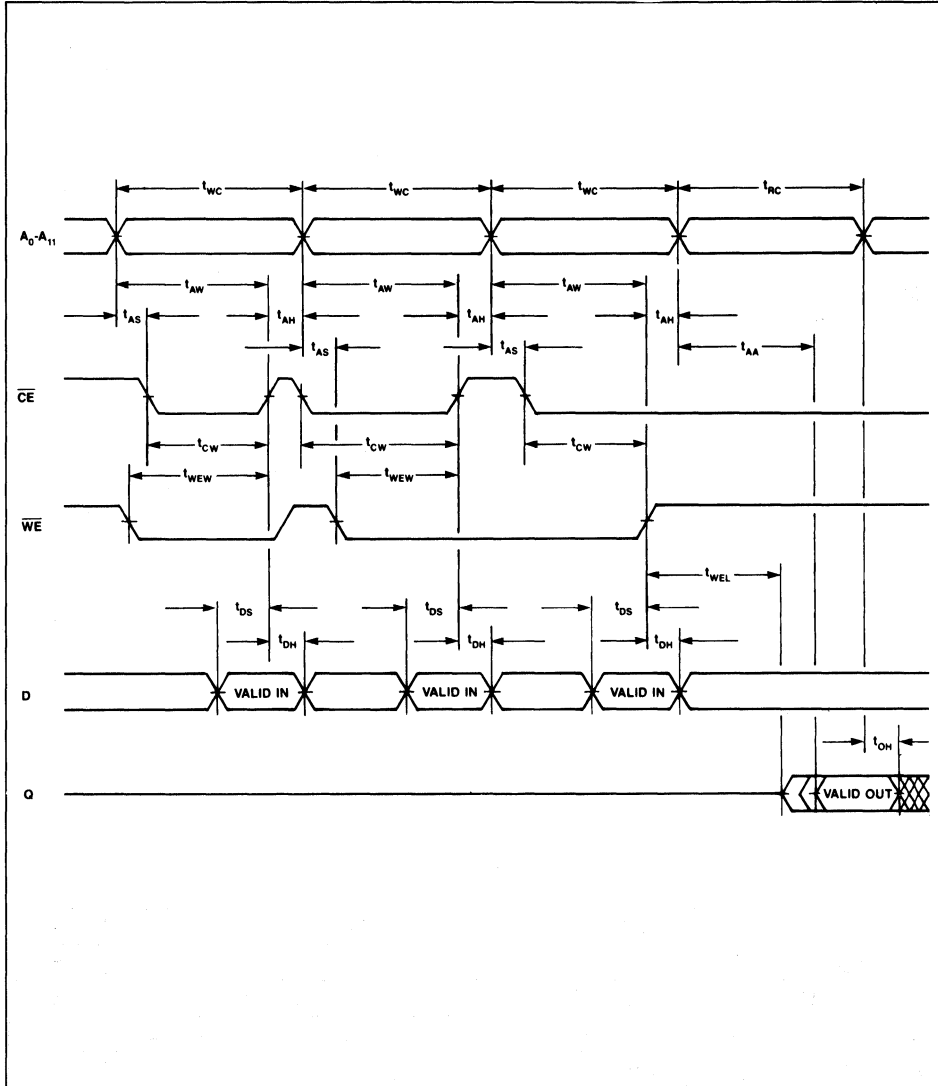 tWC tWC tWC tRC
A0-A11
tAW tAW tAW
tAS tAH tAH tAH
tAS tAS tAA
CE
tCW tCW tCW
tWEW tWEW
WE
tWEL
tDS tDS tDS
tDH tDH tDH
D VALID IN VALID IN VALID IN
tOH
Q VALID OUT